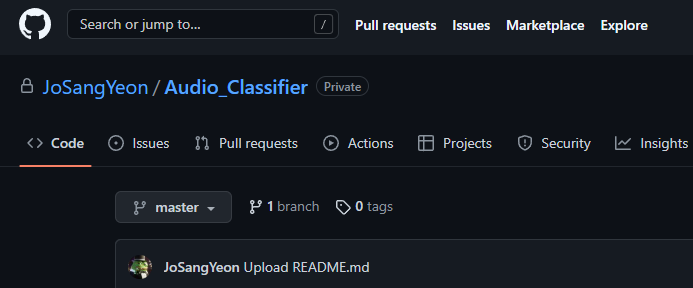 Search or jump to... / Pull requests Issues Marketplace Explore
JoSangYeon / Audio_Classifier Private
<> Code Issues Pull requests Actions Projects Security Insights
master 1 branch 0 tags
JoSangYeon Upload README.md